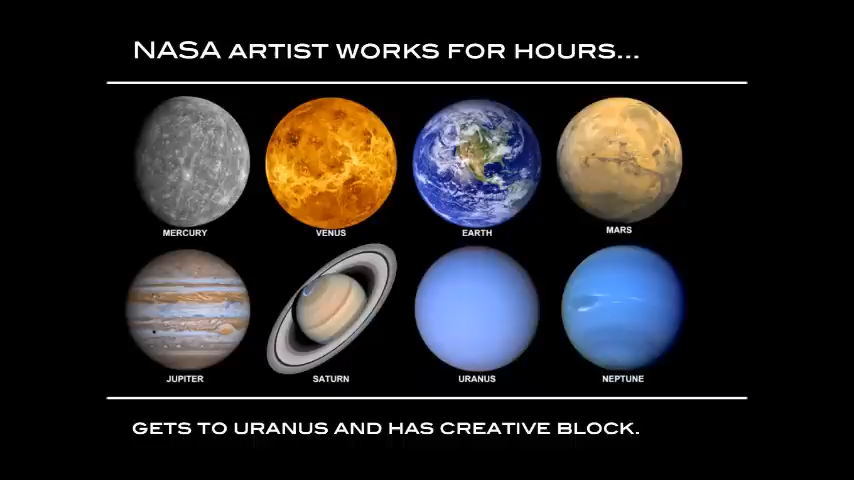 NASA ARTIST WORKS FOR HOURS...
MERCURY
VENUS
EARTH
MARS
JUPITER
SATURN
URANUS
NEPTUNE
GETS TO URANUS AND HAS CREATIVE BLOCK.